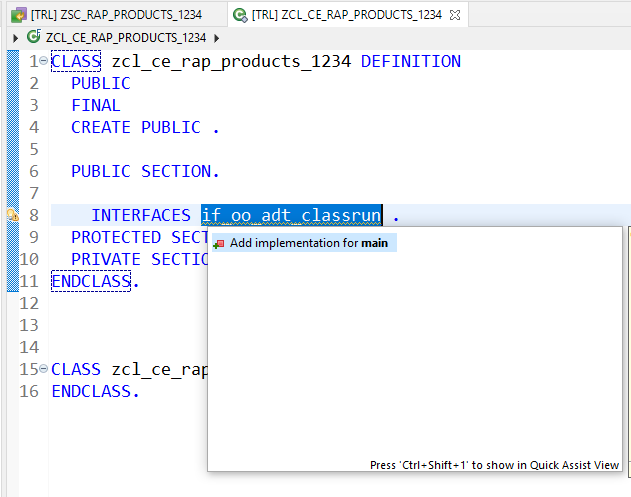 [TRL] ZSC_RAP_PRODUCTS_1234
[TRL] ZCL_CE_RAP_PRODUCTS_1234
ZCL_CE_RAP_PRODUCTS_1234
1 CLASS zcl_ce_rap_products_1234 DEFINITION
2 PUBLIC
3 FINAL
4 CREATE PUBLIC .
5
6 PUBLIC SECTION.
7
8 INTERFACES if_oo_adt_classrun .
9 PROTECTED SECT
Add implementation for main
10 PRIVATE SECTIO
11 ENDCLASS.
12
13
14
15 CLASS zcl_ce_rap
16 ENDCLASS.
Press 'Ctrl+Shift+1' to show in Quick Assist View